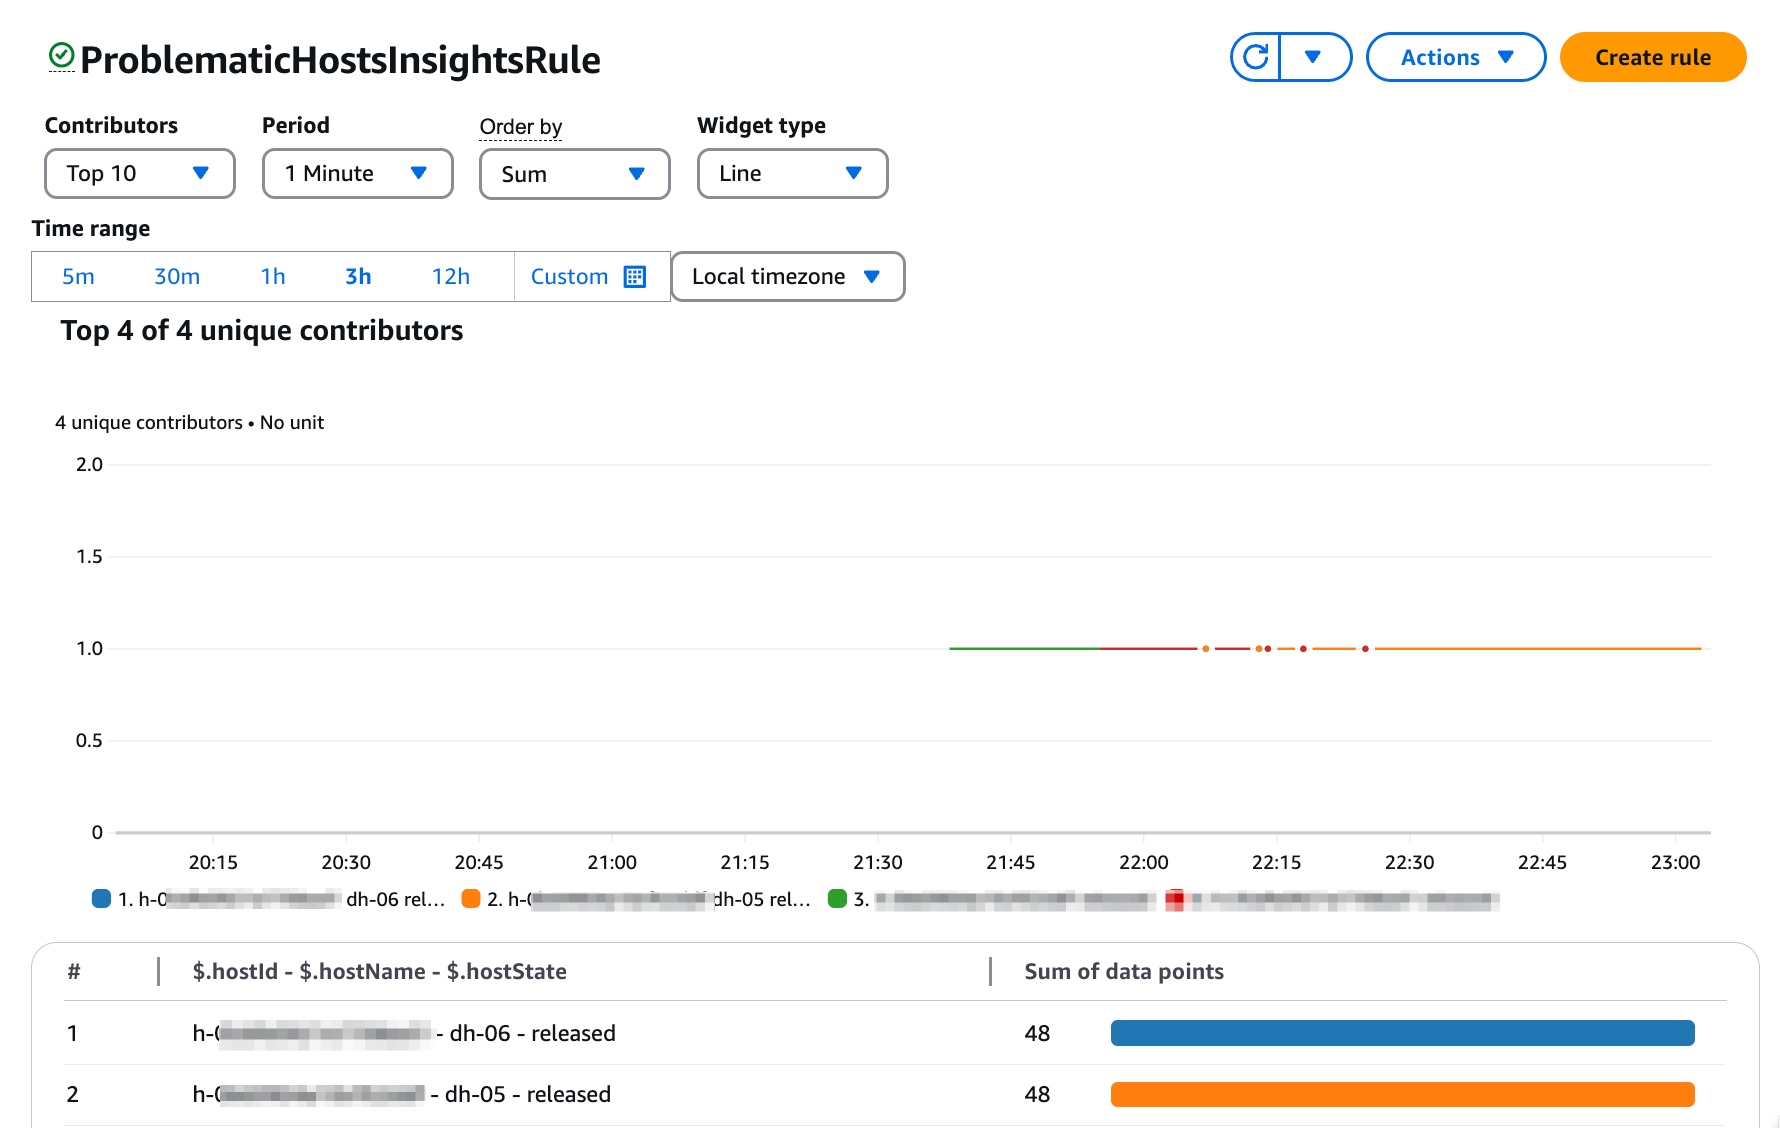 ProblematicHostsInsightsRule
Actions
Create rule
Contributors Period Order by Widget type
Top 10 1 Minute Sum Line
Time range
5m 30m 1h 3h 12h Custom Local timezone
Top 4 of 4 unique contributors
4 unique contributors • No unit
2.0
1.5
1.0
0.5
0
20:15 20:30 20:45 21:00 21:15 21:30 21:45 22:00 22:15 22:30 22:45 23:00
1. h-0 dh-06 rel... 2. h-0 dh-05 rel... 3.
# $.hostId - $.hostName - $.hostState Sum of data points
1 h-0 - dh-06 - released 48
2 h-0 - dh-05 - released 48